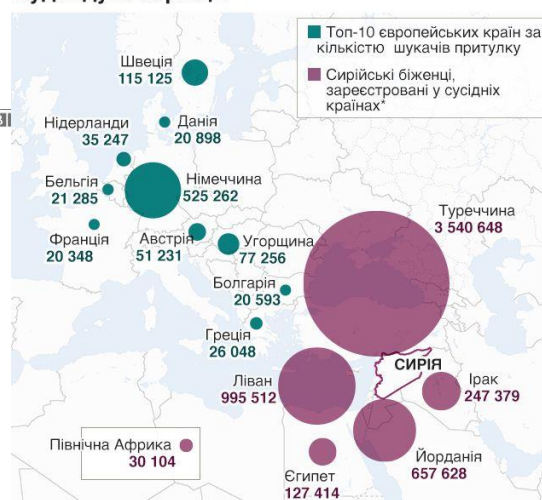 Топ-10 європейських країн за
кількістю шукачів притулку
Сирійські біженці,
зареєстровані у сусідніх
країнах*
Швеція
115 125
Нідерланди
35 247
Данія
20 898
Бельгія
21 285
Німеччина
525 262
Франція
20 348
Австрія
51 231
Угорщина
77 256
Болгарія
20 593
Греція
26 048
Туреччина
3 540 648
СИРІЯ
Ліван
995 512
Ірак
247 379
Йорданія
657 628
Північна Африка
30 104
Єгипет
127 414